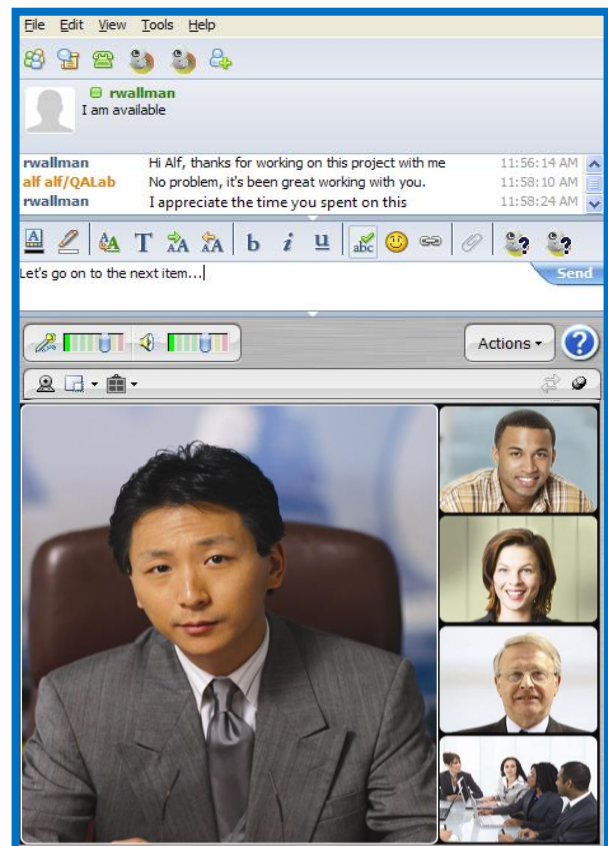 File Edit View Tools Help
rwallman
I am available
rwallman Hi Alf, thanks for working on this project with me 11:56:14 AM
alf alf/QALab No problem, it's been great working with you. 11:58:10 AM
rwallman I appreciate the time you spent on this 11:58:24 AM
A A A T A A A A b i u abc ? ?
Let's go on to the next item...
Send
Actions ?